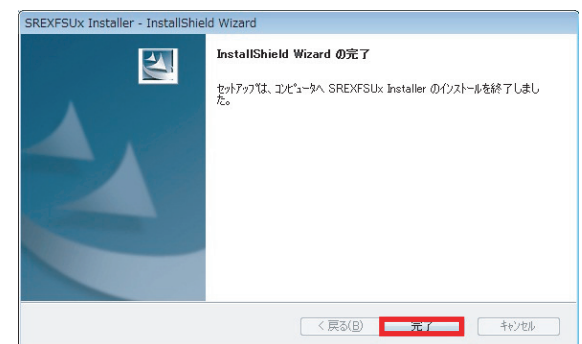 SREXFSUx Installer - InstallShield Wizard
InstallShield Wizard の完了
セットアップは、コンピュータへ SREXFSUx Installer のインストールを終了しまし
た。
< 戻る(B)
完了
キャンセル